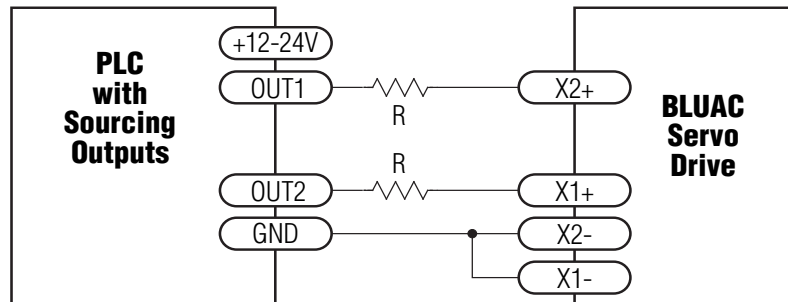 PLC
with
Sourcing
Outputs
+12-24V
OUT1
R
X2+
BLUAC
Servo
Drive
OUT2
R
X1+
GND
X2-
X1-